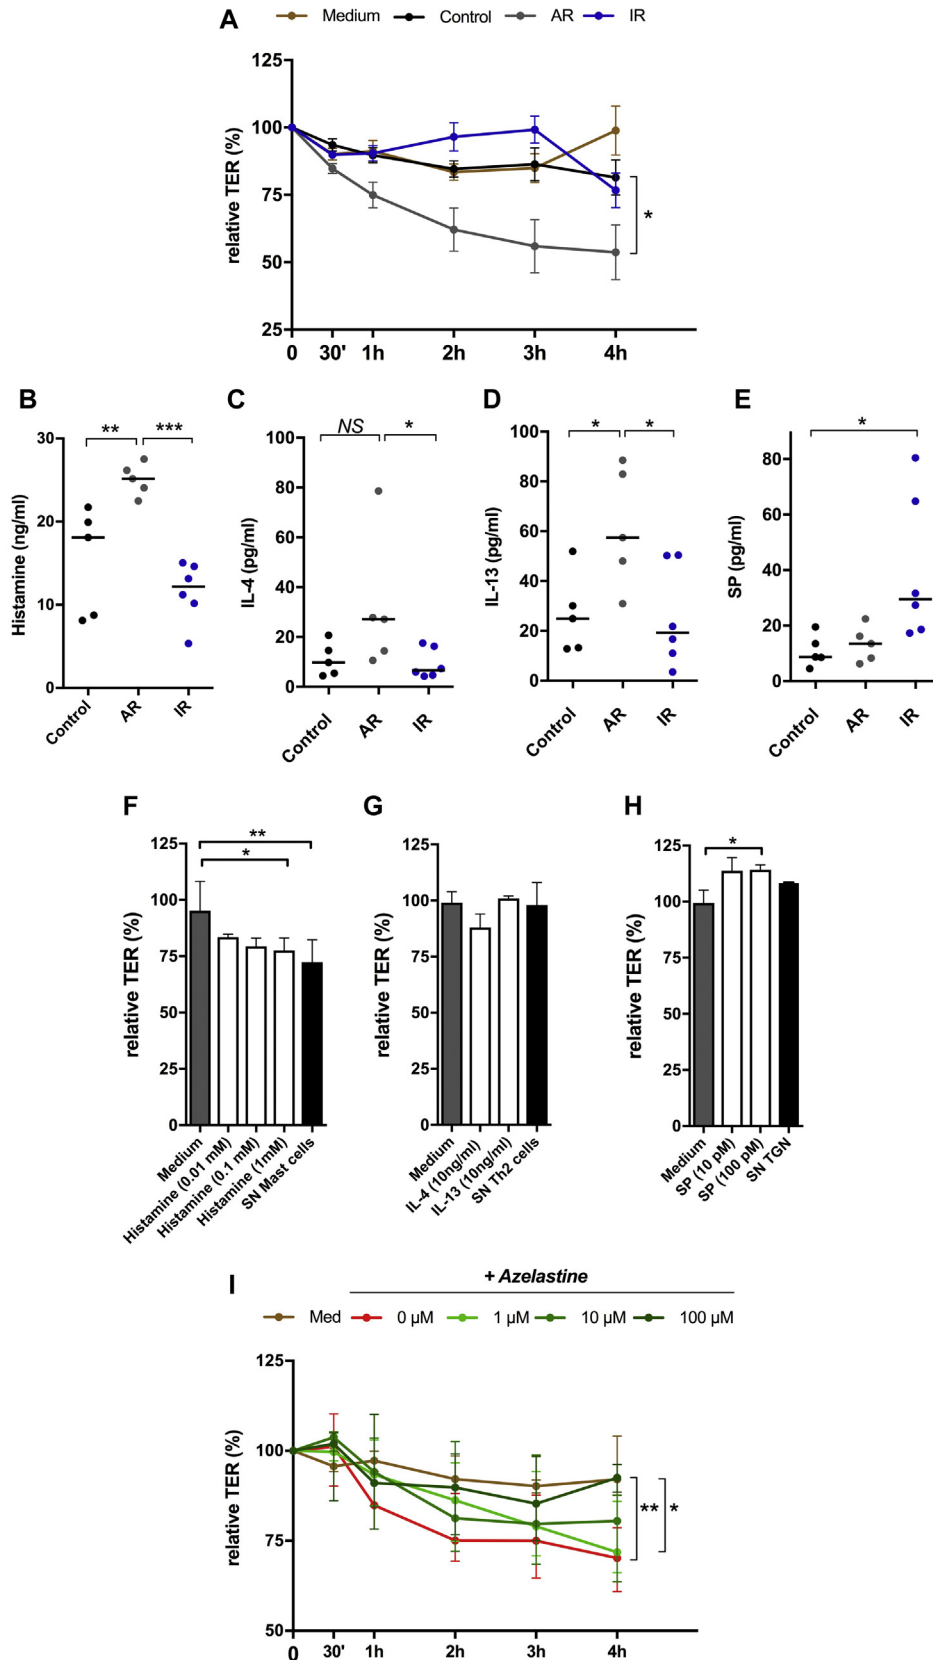 A
Medium Control AR IR
125
100
75
50
25
relative TER (%)
*
0 30' 1h 2h 3h 4h
B
** ***
30
20
10
0
Histamine (ng/ml)
Control AR IR
C
NS *
100
80
60
40
20
0
IL-4 (pg/ml)
Control AR IR
D
* *
100
80
60
40
20
0
IL-13 (pg/ml)
Control AR IR
E
*
80
60
40
20
0
SP (pg/ml)
Control AR IR
F
**
*
125
100
75
50
25
0
relative TER (%)
Medium
Histamine (0.01 mM)
Histamine (0.1 mM)
Histamine (1mM)
SN Mast cells
G
125
100
75
50
25
0
relative TER (%)
Medium
IL-4 (10ng/ml)
IL-13 (10ng/ml)
SN Th2 cells
H
*
125
100
75
50
25
0
relative TER (%)
Medium
SP (10 pM)
SP (100 pM)
SN TGN
I
+ Azelastine
Med 0 µM 1 µM 10 µM 100 µM
125
100
75
50
relative TER (%)
** *
0 30' 1h 2h 3h 4h